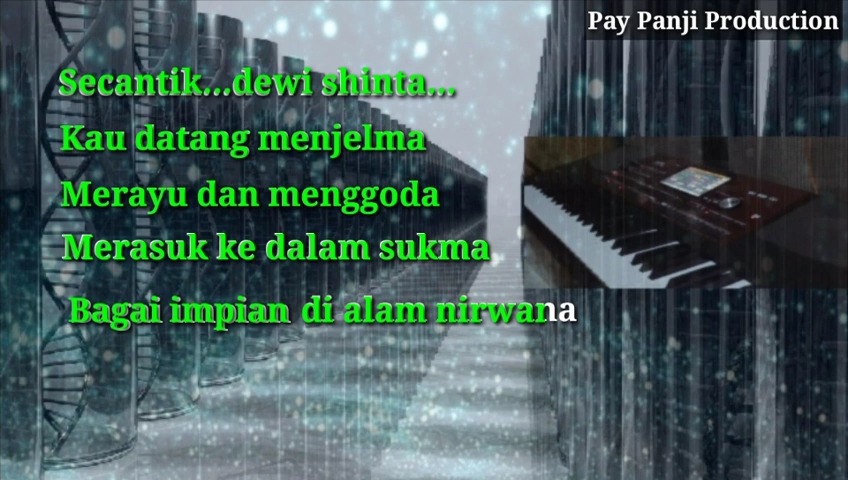 Pay Panji Production
Secantik...dewi shinta...
Kau datang menjelma
Merayu dan menggoda
Merasuk ke dalam sukma
Bagai impian di alam nirwana